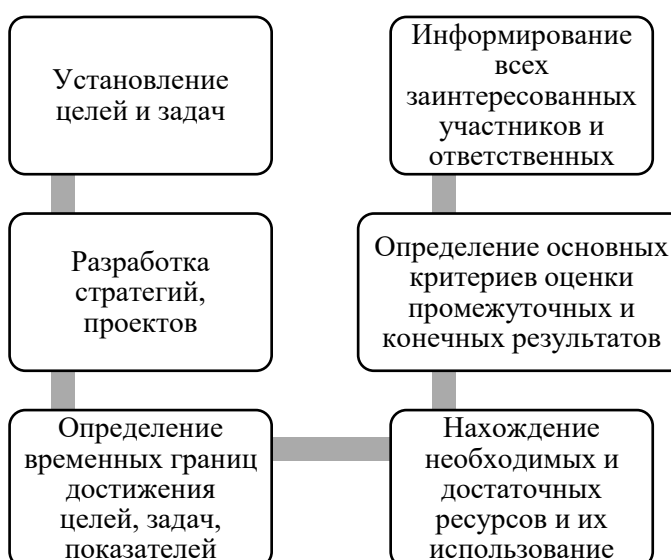 Установление
целей и задач
Разработка
стратегий,
проектов
Определение
временных границ
достижения
целей, задач,
показателей
Нахождение
необходимых и
достаточных
ресурсов и их
использование
Определение основных
критериев оценки
промежуточных и
конечных результатов
Информирование
всех
заинтересованных
участников и
ответственных